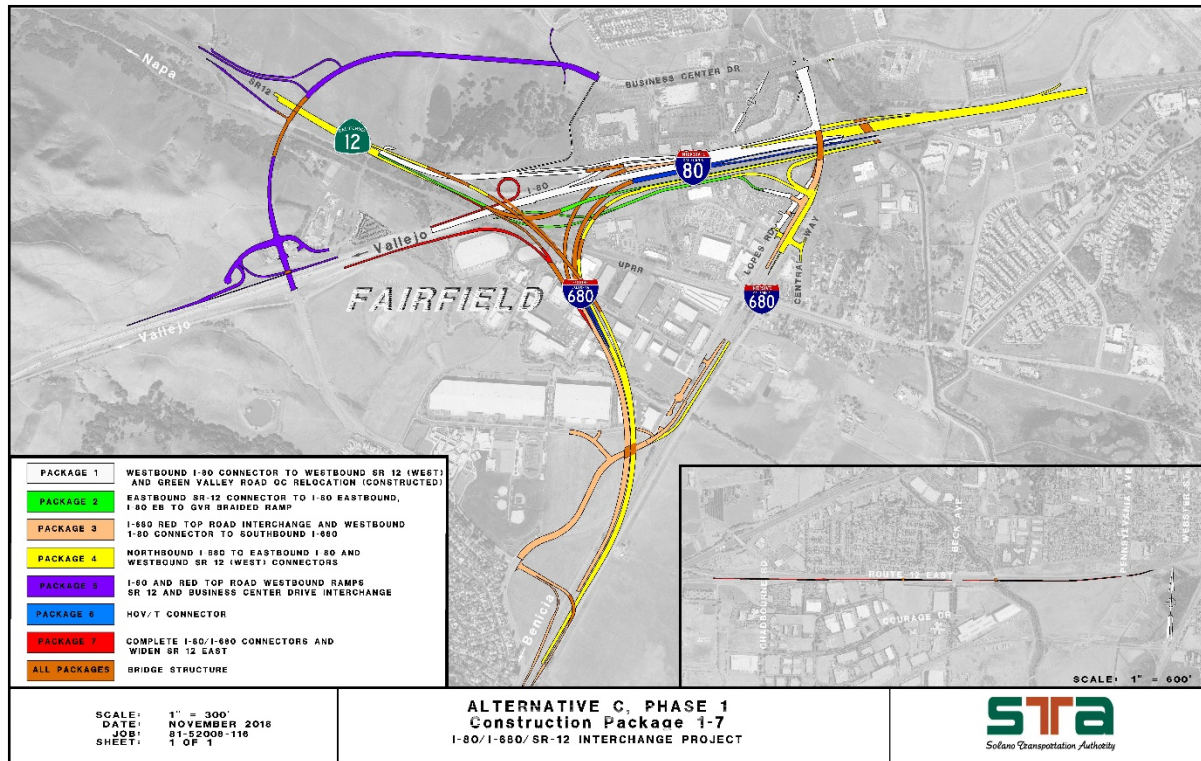 Napa
SR12
BUSINESS CENTER DR
CALIFORNIA
12
INTERSTATE
80
I-80
Vallejo
UPRR
LOPES RD
CENTRAL WAY
680
680
FAIRFIELD
Vallejo
Benicia
PACKAGE 1 WESTBOUND I-80 CONNECTOR TO WESTBOUND SR 12 (WEST)
AND GREEN VALLEY ROAD OC RELOCATION (CONSTRUCTED)
PACKAGE 2 EASTBOUND SR-12 CONNECTOR TO I-80 EASTBOUND,
I-80 EB TO GVR BRAIDED RAMP
PACKAGE 3 I-680 RED TOP ROAD INTERCHANGE AND WESTBOUND
I-80 CONNECTOR TO SOUTHBOUND I-680
PACKAGE 4 NORTHBOUND I-680 TO EASTBOUND I-80 AND
WESTBOUND SR 12 (WEST) CONNECTORS
PACKAGE 5 I-80 AND RED TOP ROAD WESTBOUND RAMPS
SR 12 AND BUSINESS CENTER DRIVE INTERCHANGE
PACKAGE 6 HOV/T CONNECTOR
PACKAGE 7 COMPLETE I-80/I-680 CONNECTORS AND
WIDEN SR 12 EAST
ALL PACKAGES BRIDGE STRUCTURE
BECK AVE
PENNSYLVANIA AVE
WEBSTER ST
ROUTE 12 EAST
CHADBOURNE RD
COURAGE DR
SCALE: 1" = 600'
SCALE: 1" = 300'
DATE: NOVEMBER 2018
JOB: 81-52008-116
SHEET: 1 OF 1
ALTERNATIVE C, PHASE 1
Construction Package 1-7
I-80/I-680/SR-12 INTERCHANGE PROJECT
STA
Solano Transportation Authority